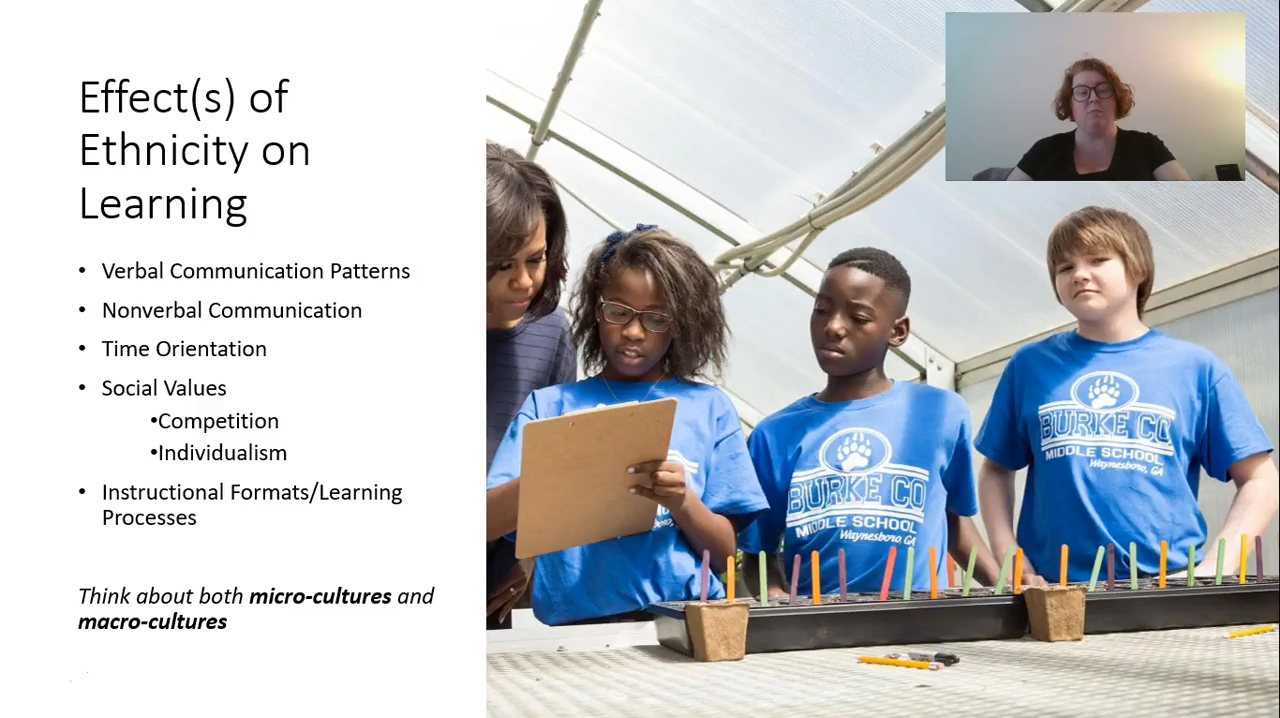 Effect(s) of
Ethnicity on
Learning
• Verbal Communication Patterns
• Nonverbal Communication
• Time Orientation
• Social Values
•Competition
•Individualism
• Instructional Formats/Learning
Processes
Think about both micro-cultures and
macro-cultures
BURKE CO
MIDDLE SCHOOL
Waynesboro, GA
BURKE CO
MIDDLE SCHOOL
Waynesboro, GA